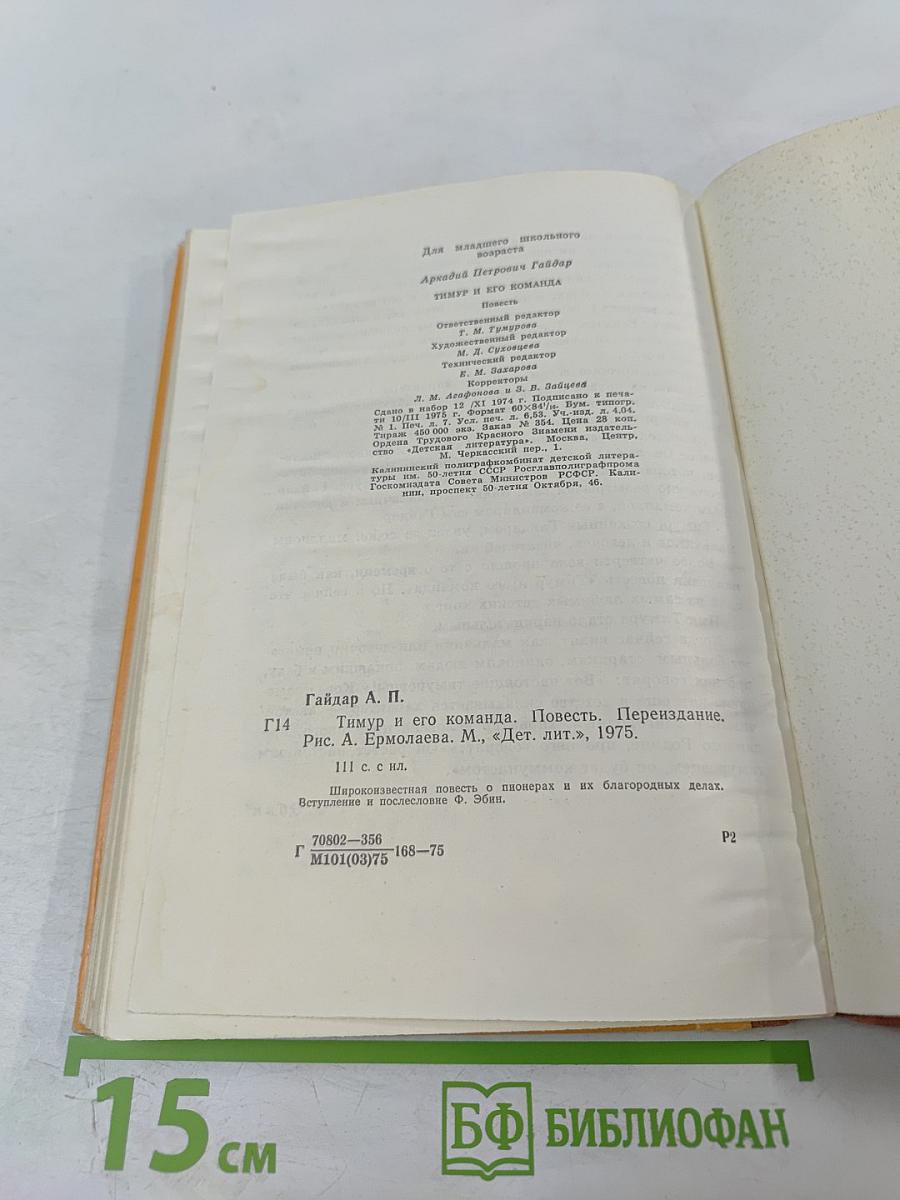 Для младшего школьного
возраста
Аркадий Петрович Гайдар
ТИМУР И ЕГО КОМАНДА
Повесть
Ответственный редактор
Т. М. Тумурова
Художественный редактор
М. Д. Суховцева
Технический редактор
Е. М. Захарова
Корректоры
Л. М. Агафонова и З. В. Зайцева
Сдано в набор 12 /XI 1974 г. Подписано к печа-
ти 10/III 1975 г. Формат 60×84¹/₁₆. Бум. типогр.
№ 1. Печ. л. 7. Усл. печ. л. 6,53. Уч.-изд. л. 4,04.
Тираж 450 000 экз. Заказ № 354. Цена 28 коп.
Ордена Трудового Красного Знамени издатель-
ство «Детская литература». Москва, Центр,
М. Черкасский пер., 1.
Калининский полиграфкомбинат детской литера-
туры им. 50-летия СССР Росглавполиграфпрома
Госкомиздата Совета Министров РСФСР. Кали-
нин, проспект 50-летия Октября, 46.
Гайдар А. П.
Г14 Тимур и его команда. Повесть. Переиздание.
Рис. А. Ермолаева. М., «Дет. лит.», 1975.
111 с. с ил.
Широкоизвестная повесть о пионерах и их благородных делах.
Вступление и послесловие Ф. Эбин.
Г 70802—356
М101(03)75 168—75
Р2
15 см
БФ БИБЛИОФАН